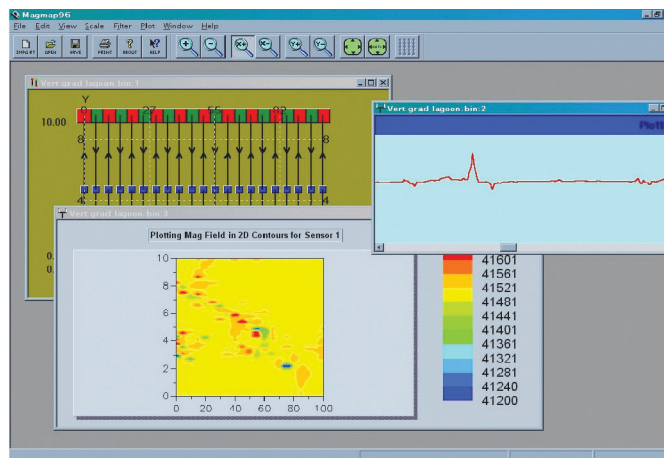 Magmap96
File Edit View Scale Filter Plot Window Help
IMPORT OPEN SAVE PRINT ABOUT HELP
X+ X- Y+ Y-
Vert grad lagoon.bin:1
Y
0 27 55 82
10.00
8 8
4 4
Vert grad lagoon.bin:2
Vert grad lagoon.bin:3
Plotting Mag Field in 2D Contours for Sensor 1
10
8
6
4
2
0
0 20 40 60 80 100
41601
41561
41521
41481
41441
41401
41361
41321
41281
41240
41200